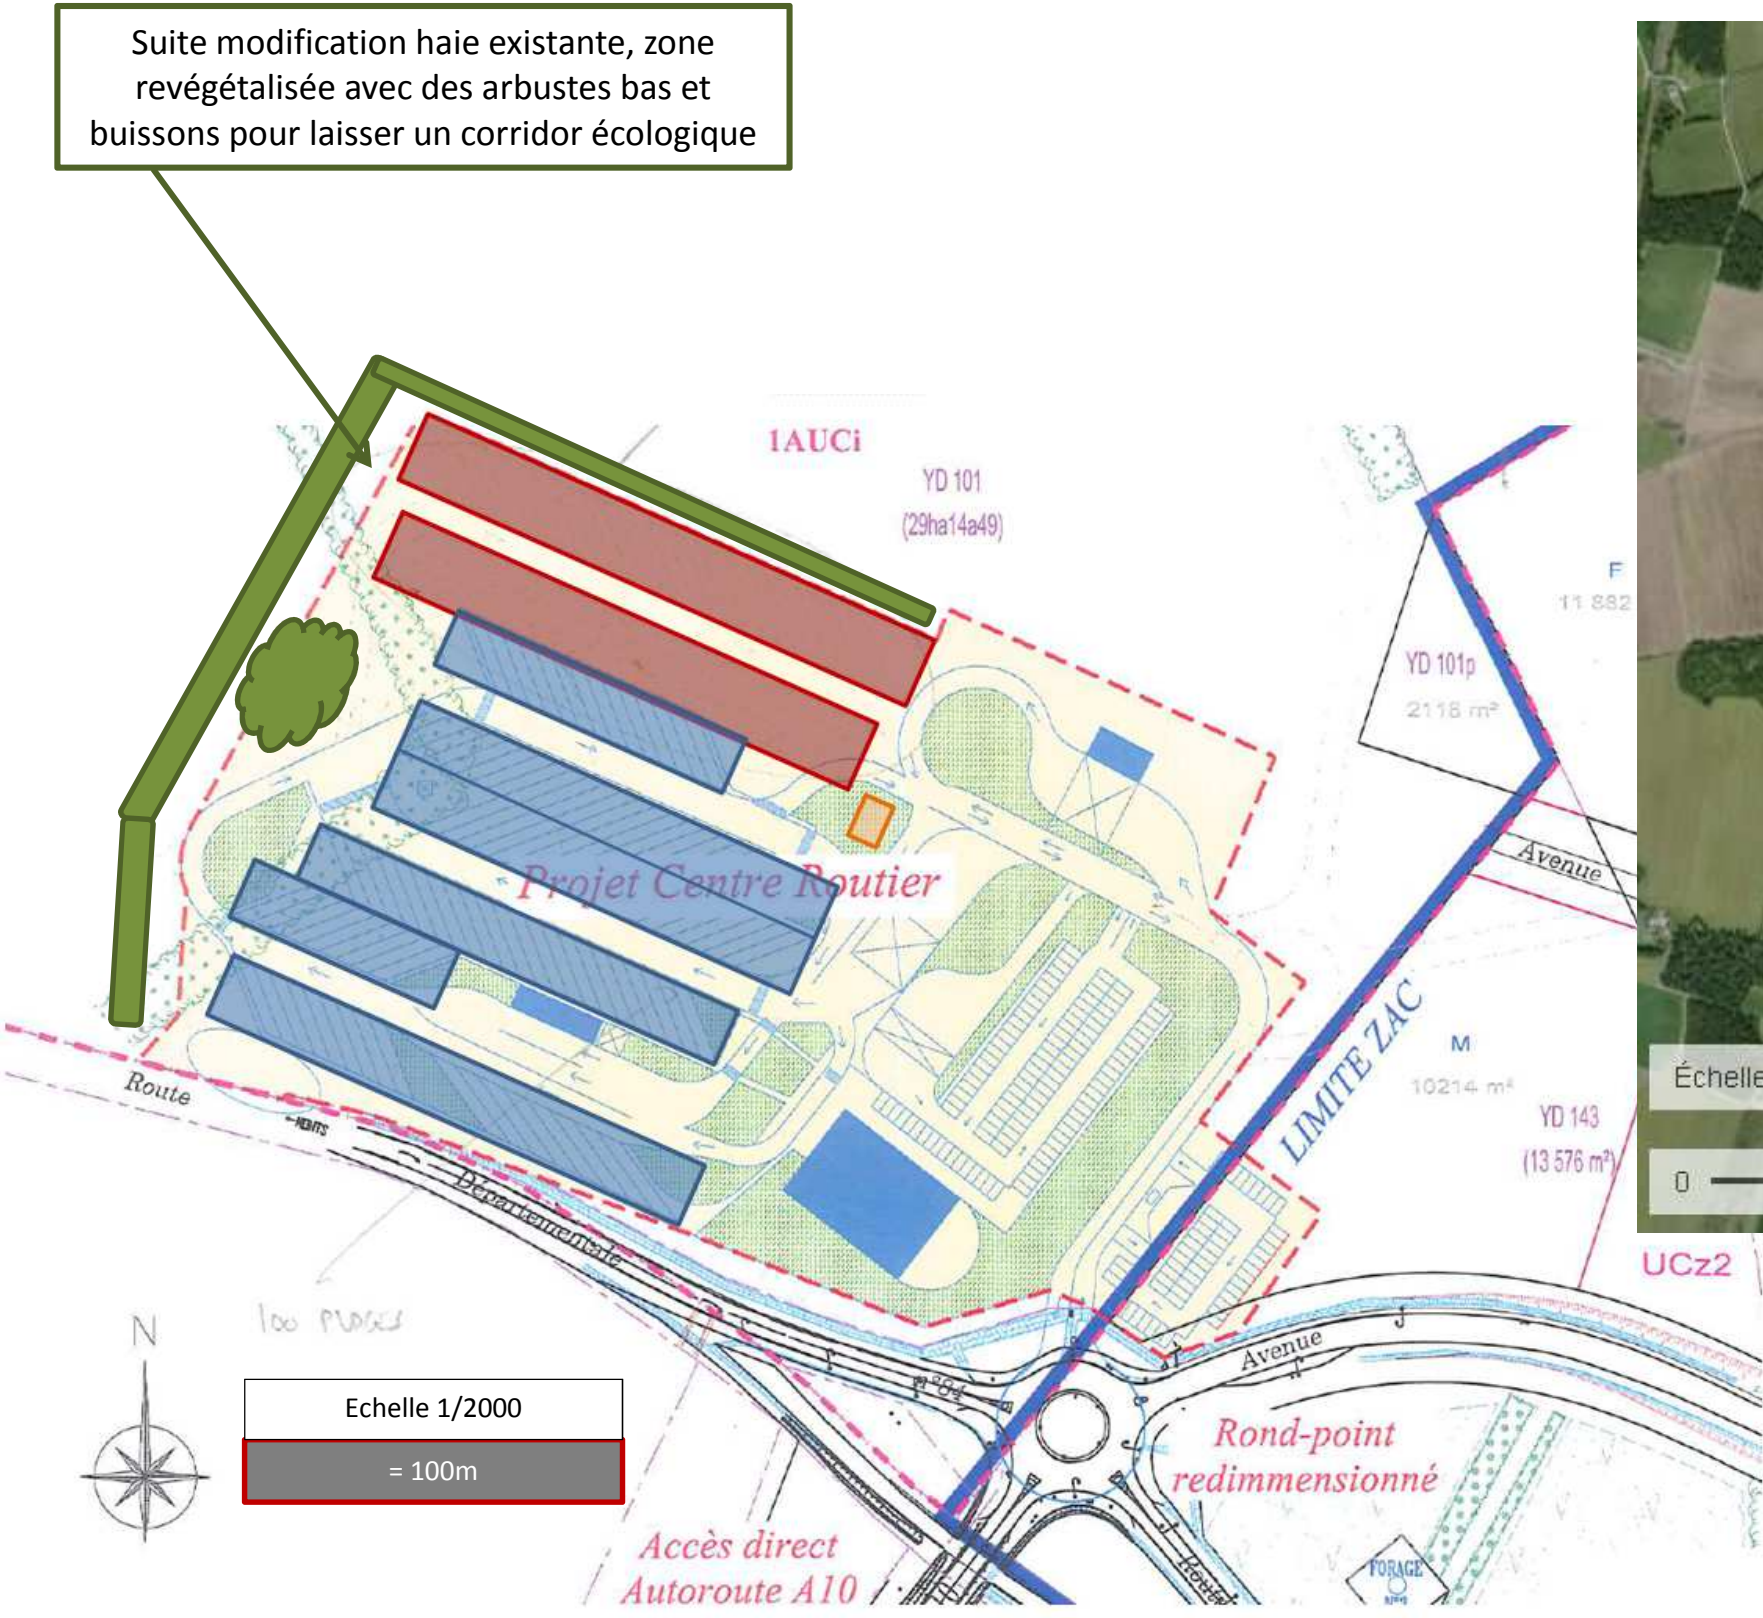 Suite modification haie existante, zone
revégétalisée avec des arbustes bas et
buissons pour laisser un corridor écologique
1AUCi
YD 101
(29ha14a49)
F
11 882
YD 101p
2118 m²
Avenue
Projet Centre Routier
LIMITE ZAC
M
10214 m²
YD 143
(13 576 m²)
Échelle
0
UCz2
Route
Départementale
n°84
100 PLACES
N
Echelle 1/2000
= 100m
Avenue
Rond-point
redimmensionné
Accès direct
Autoroute A10
Route
FORAGE